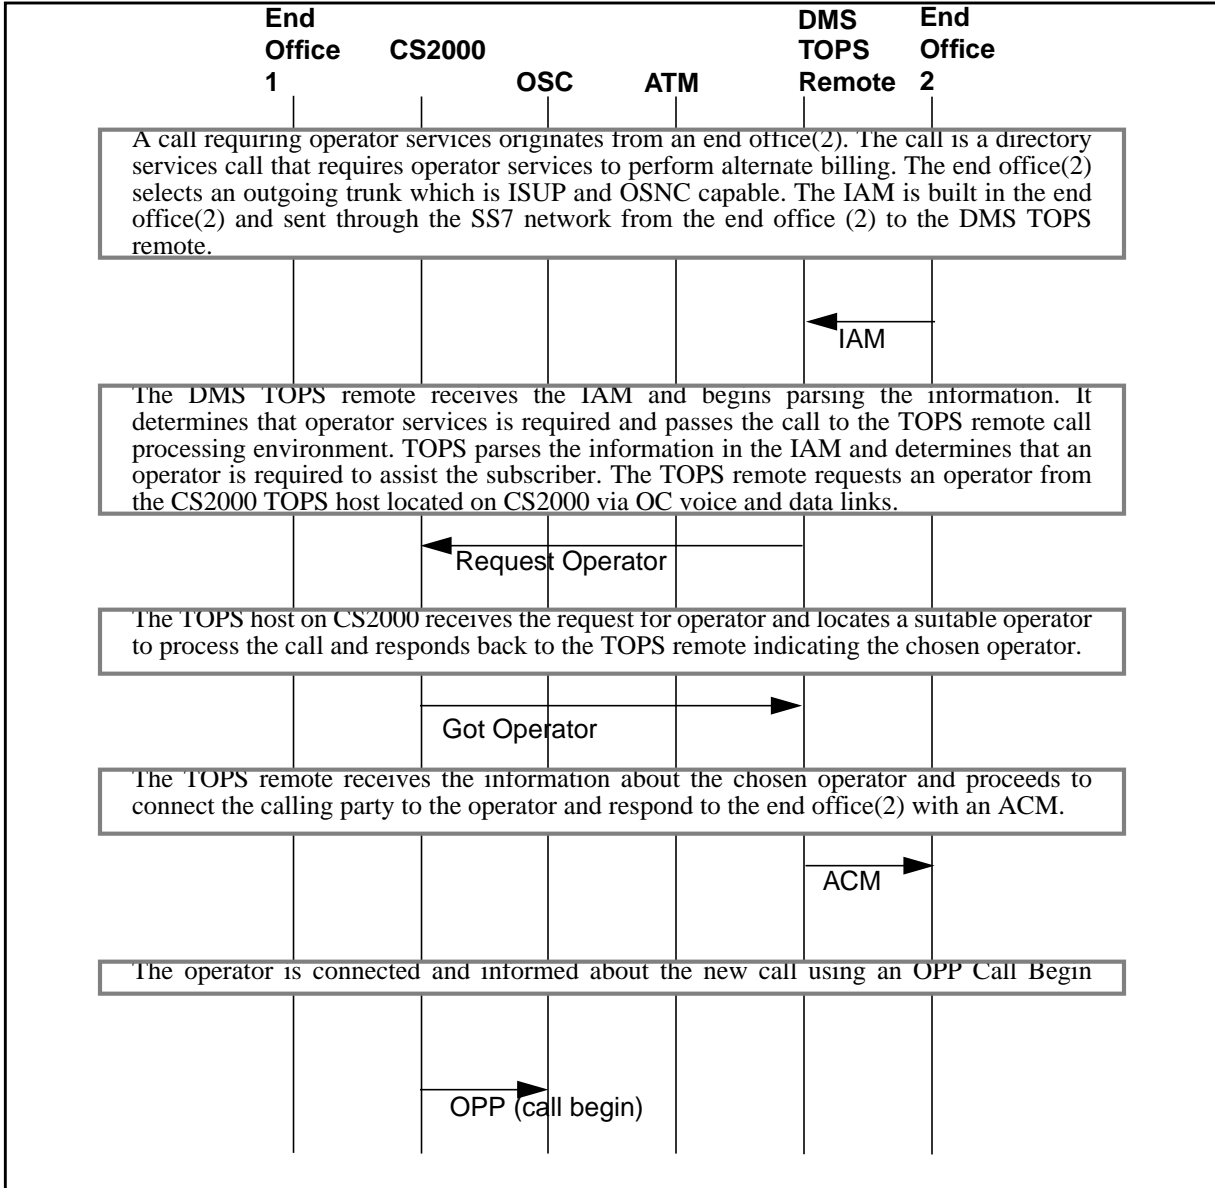 End Office 1
CS2000
OSC
ATM
DMS TOPS Remote
End Office 2
A call requiring operator services originates from an end office(2). The call is a directory
services call that requires operator services to perform alternate billing. The end office(2)
selects an outgoing trunk which is ISUP and OSNC capable. The IAM is built in the end
office(2) and sent through the SS7 network from the end office (2) to the DMS TOPS
remote.
IAM
The DMS TOPS remote receives the IAM and begins parsing the information. It
determines that operator services is required and passes the call to the TOPS remote call
processing environment. TOPS parses the information in the IAM and determines that an
operator is required to assist the subscriber. The TOPS remote requests an operator from
the CS2000 TOPS host located on CS2000 via OC voice and data links.
Request Operator
The TOPS host on CS2000 receives the request for operator and locates a suitable operator
to process the call and responds back to the TOPS remote indicating the chosen operator.
Got Operator
The TOPS remote receives the information about the chosen operator and proceeds to
connect the calling party to the operator and respond to the end office(2) with an ACM.
ACM
The operator is connected and informed about the new call using an OPP Call Begin
OPP (call begin)